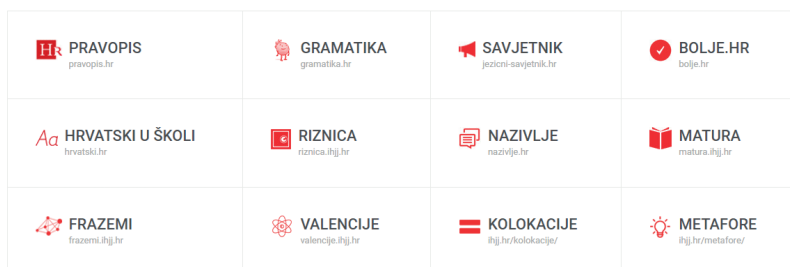 Hr PRAVOPIS
pravopis.hr
GRAMATIKA
gramatika.hr
SAVJETNIK
jezicni-savjetnik.hr
BOLJE.HR
bolje.hr
Aa HRVATSKI U ŠKOLI
hrvatski.hr
RIZNICA
riznica.ihjj.hr
NAZIVLJE
nazivlje.hr
MATURA
matura.ihjj.hr
FRAZEMI
frazemi.ihjj.hr
VALENCIJE
valencije.ihjj.hr
KOLOKACIJE
ihjj.hr/kolokacije/
METAFORE
ihjj.hr/metafore/